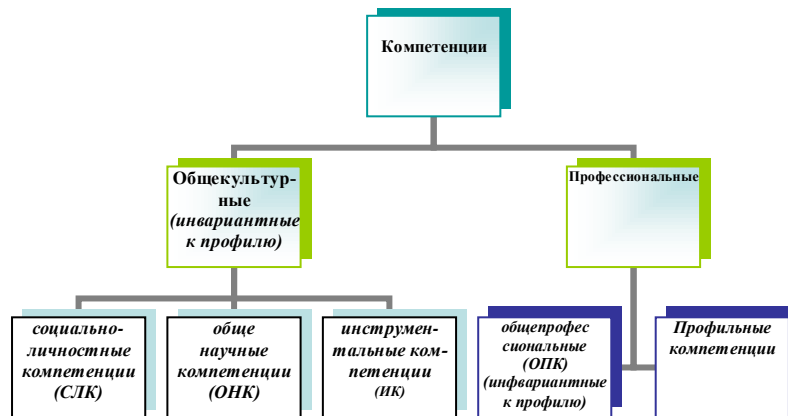 Компетенции
Общекультур-
ные
(инвариантные
к профилю)
Профессиональные
социально-
личностные
компетенции
(СЛК)
обще
научные
компетенции
(ОНК)
инструмен-
тальные ком-
петенции
(ИК)
общепрофес
сиональные
(ОПК)
(инфвариантные
к профилю)
Профильные
компетенции